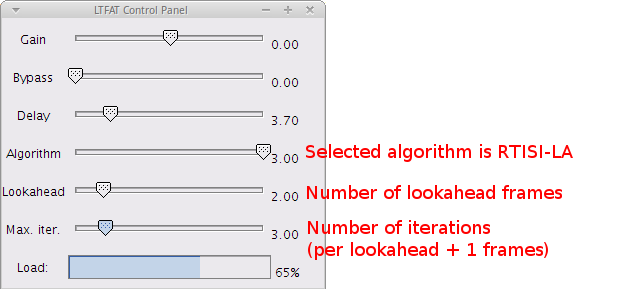 LTFAT Control Panel
Gain 0.00
Bypass 0.00
Delay 3.70
Algorithm 3.00 Selected algorithm is RTISI-LA
Lookahead 2.00 Number of lookahead frames
Max. iter. 3.00 Number of iterations
(per lookahead + 1 frames)
Load: 65%